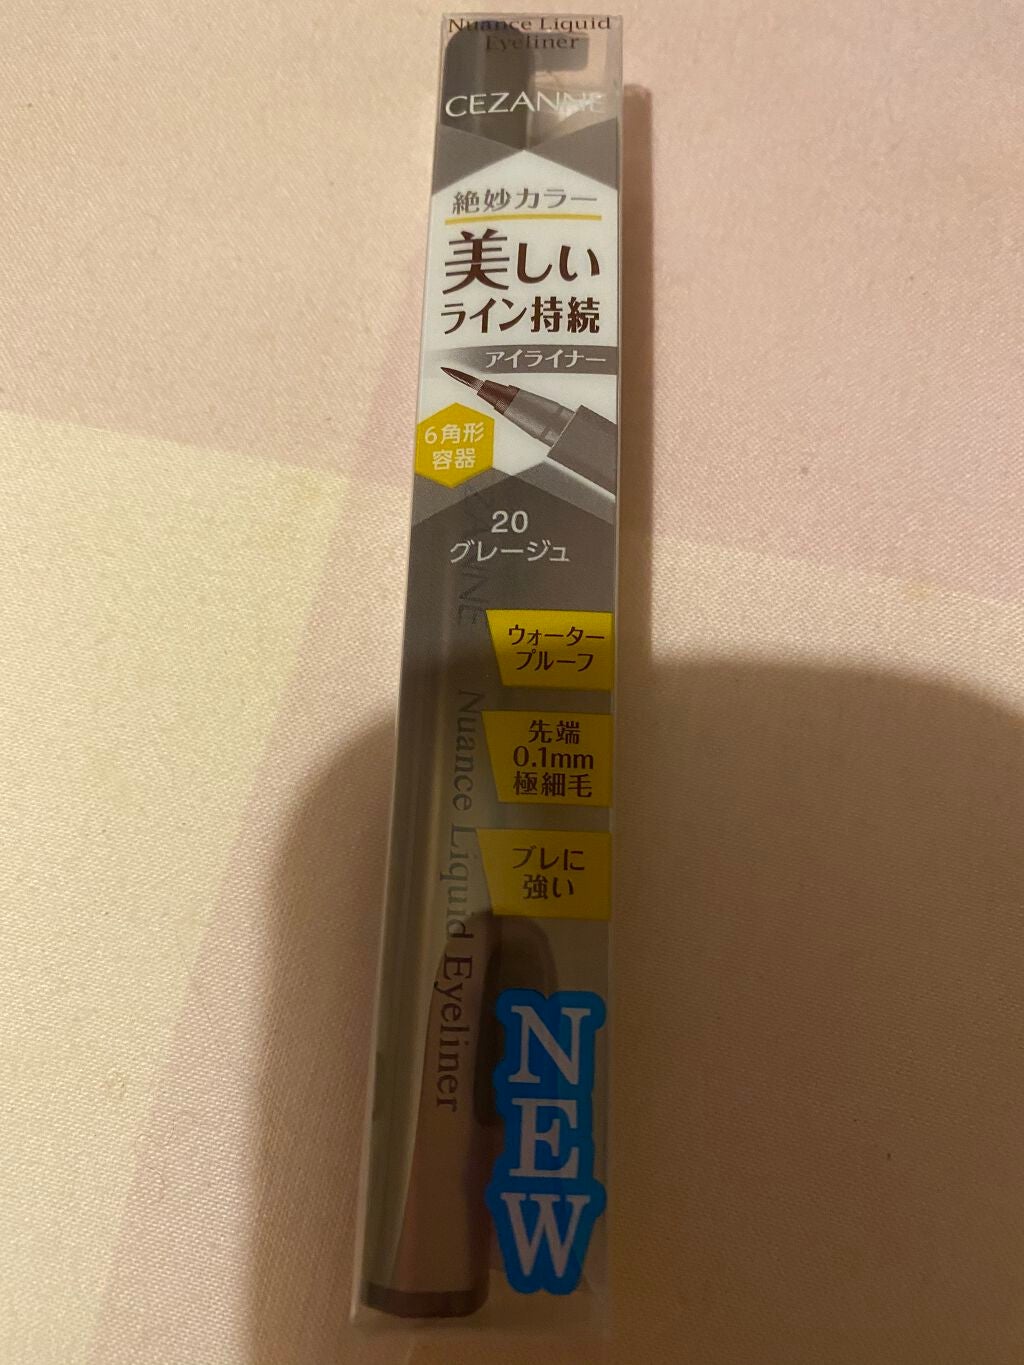 Nuance Liquid
Eyeliner
CEZANNE
絶妙カラー
美しい
ライン持続
アイライナー
6角形
容器
20
グレージュ
ウォーター
プルーフ
先端
0.1mm
極細毛
ブレに
強い
ZANNE
Nuance Liquid Eyeliner
NEW